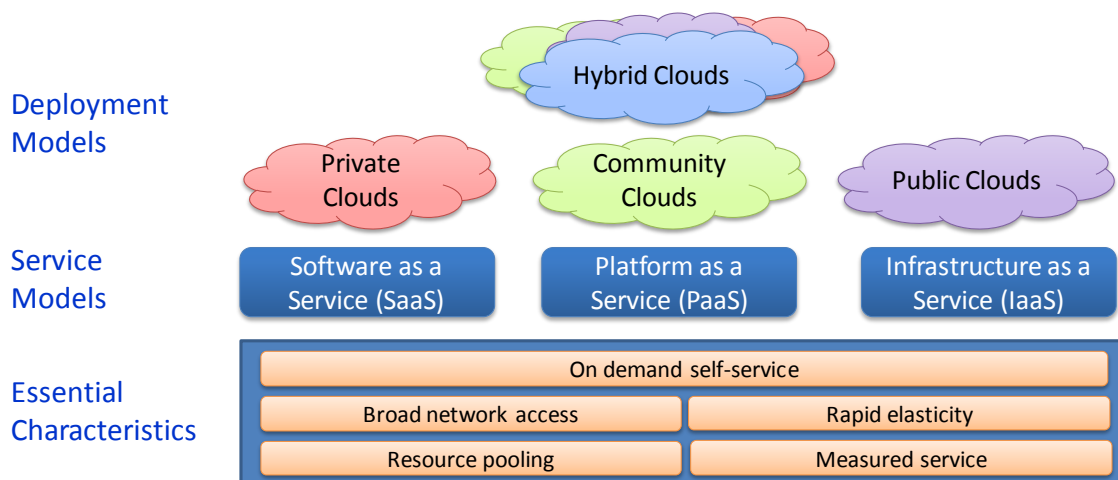 Hybrid Clouds
Deployment
Models
Private
Clouds
Community
Clouds
Public Clouds
Service
Models
Software as a
Service (SaaS)
Platform as a
Service (PaaS)
Infrastructure as a
Service (IaaS)
Essential
Characteristics
On demand self-service
Broad network access
Rapid elasticity
Resource pooling
Measured service